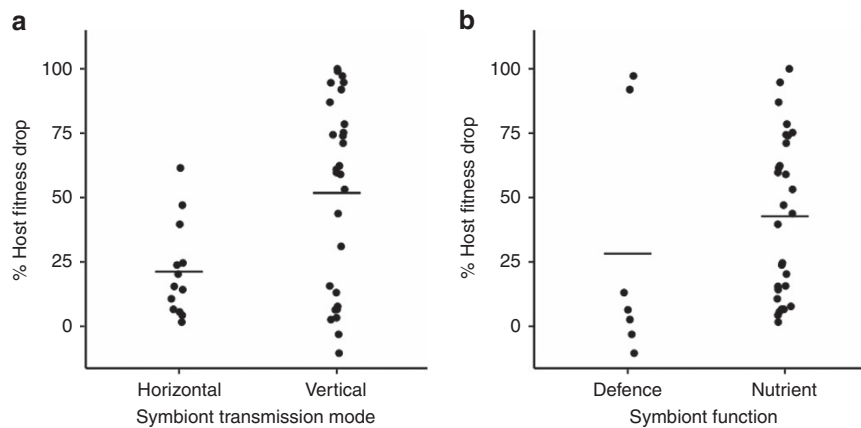 a
100
75
50
25
0
% Host fitness drop
Horizontal
Vertical
Symbiont transmission mode
b
100
75
50
25
0
% Host fitness drop
Defence
Nutrient
Symbiont function